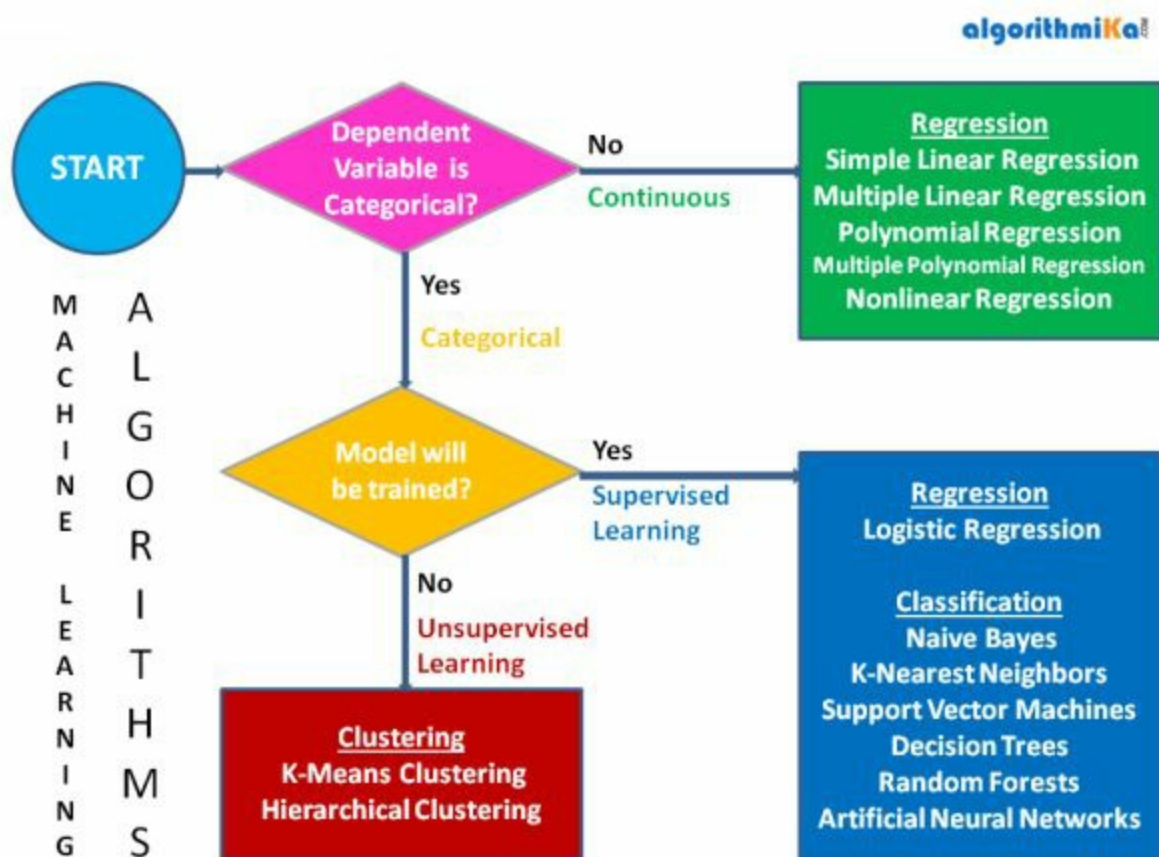 algorithmiKa.com
START
Dependent
Variable is
Categorical?
No
Continuous
Regression
Simple Linear Regression
Multiple Linear Regression
Polynomial Regression
Multiple Polynomial Regression
Nonlinear Regression
Yes
Categorical
MACHINE LEARNING
ALGORITHMS
Model will
be trained?
Yes
Supervised
Learning
Regression
Logistic Regression
Classification
Naive Bayes
K-Nearest Neighbors
Support Vector Machines
Decision Trees
Random Forests
Artificial Neural Networks
No
Unsupervised
Learning
Clustering
K-Means Clustering
Hierarchical Clustering